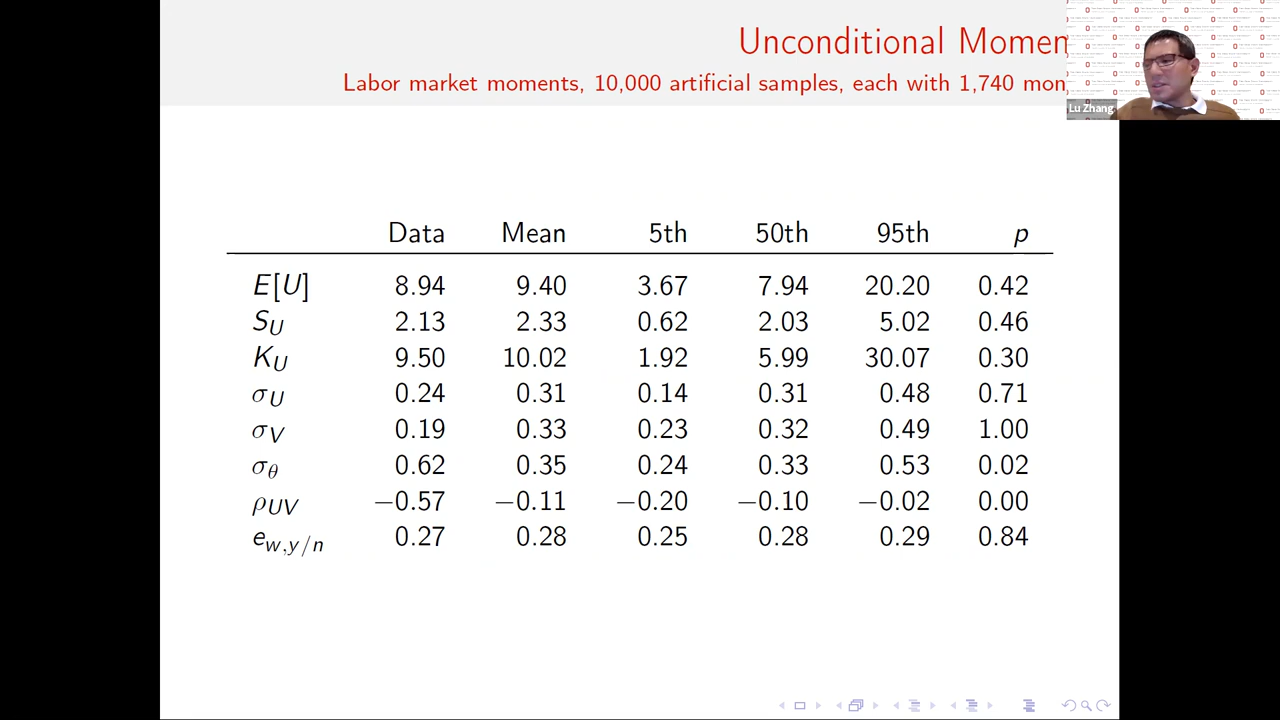 Unconditional Momen
Labor market moments, 10,000 artificial samples, each with 1,740 mon
Lu Zhang
Data Mean 5th 50th 95th p
E[U] 8.94 9.40 3.67 7.94 20.20 0.42
S_U 2.13 2.33 0.62 2.03 5.02 0.46
K_U 9.50 10.02 1.92 5.99 30.07 0.30
σ_U 0.24 0.31 0.14 0.31 0.48 0.71
σ_V 0.19 0.33 0.23 0.32 0.49 1.00
σ_θ 0.62 0.35 0.24 0.33 0.53 0.02
ρ_UV −0.57 −0.11 −0.20 −0.10 −0.02 0.00
e_w,y/n 0.27 0.28 0.25 0.28 0.29 0.84